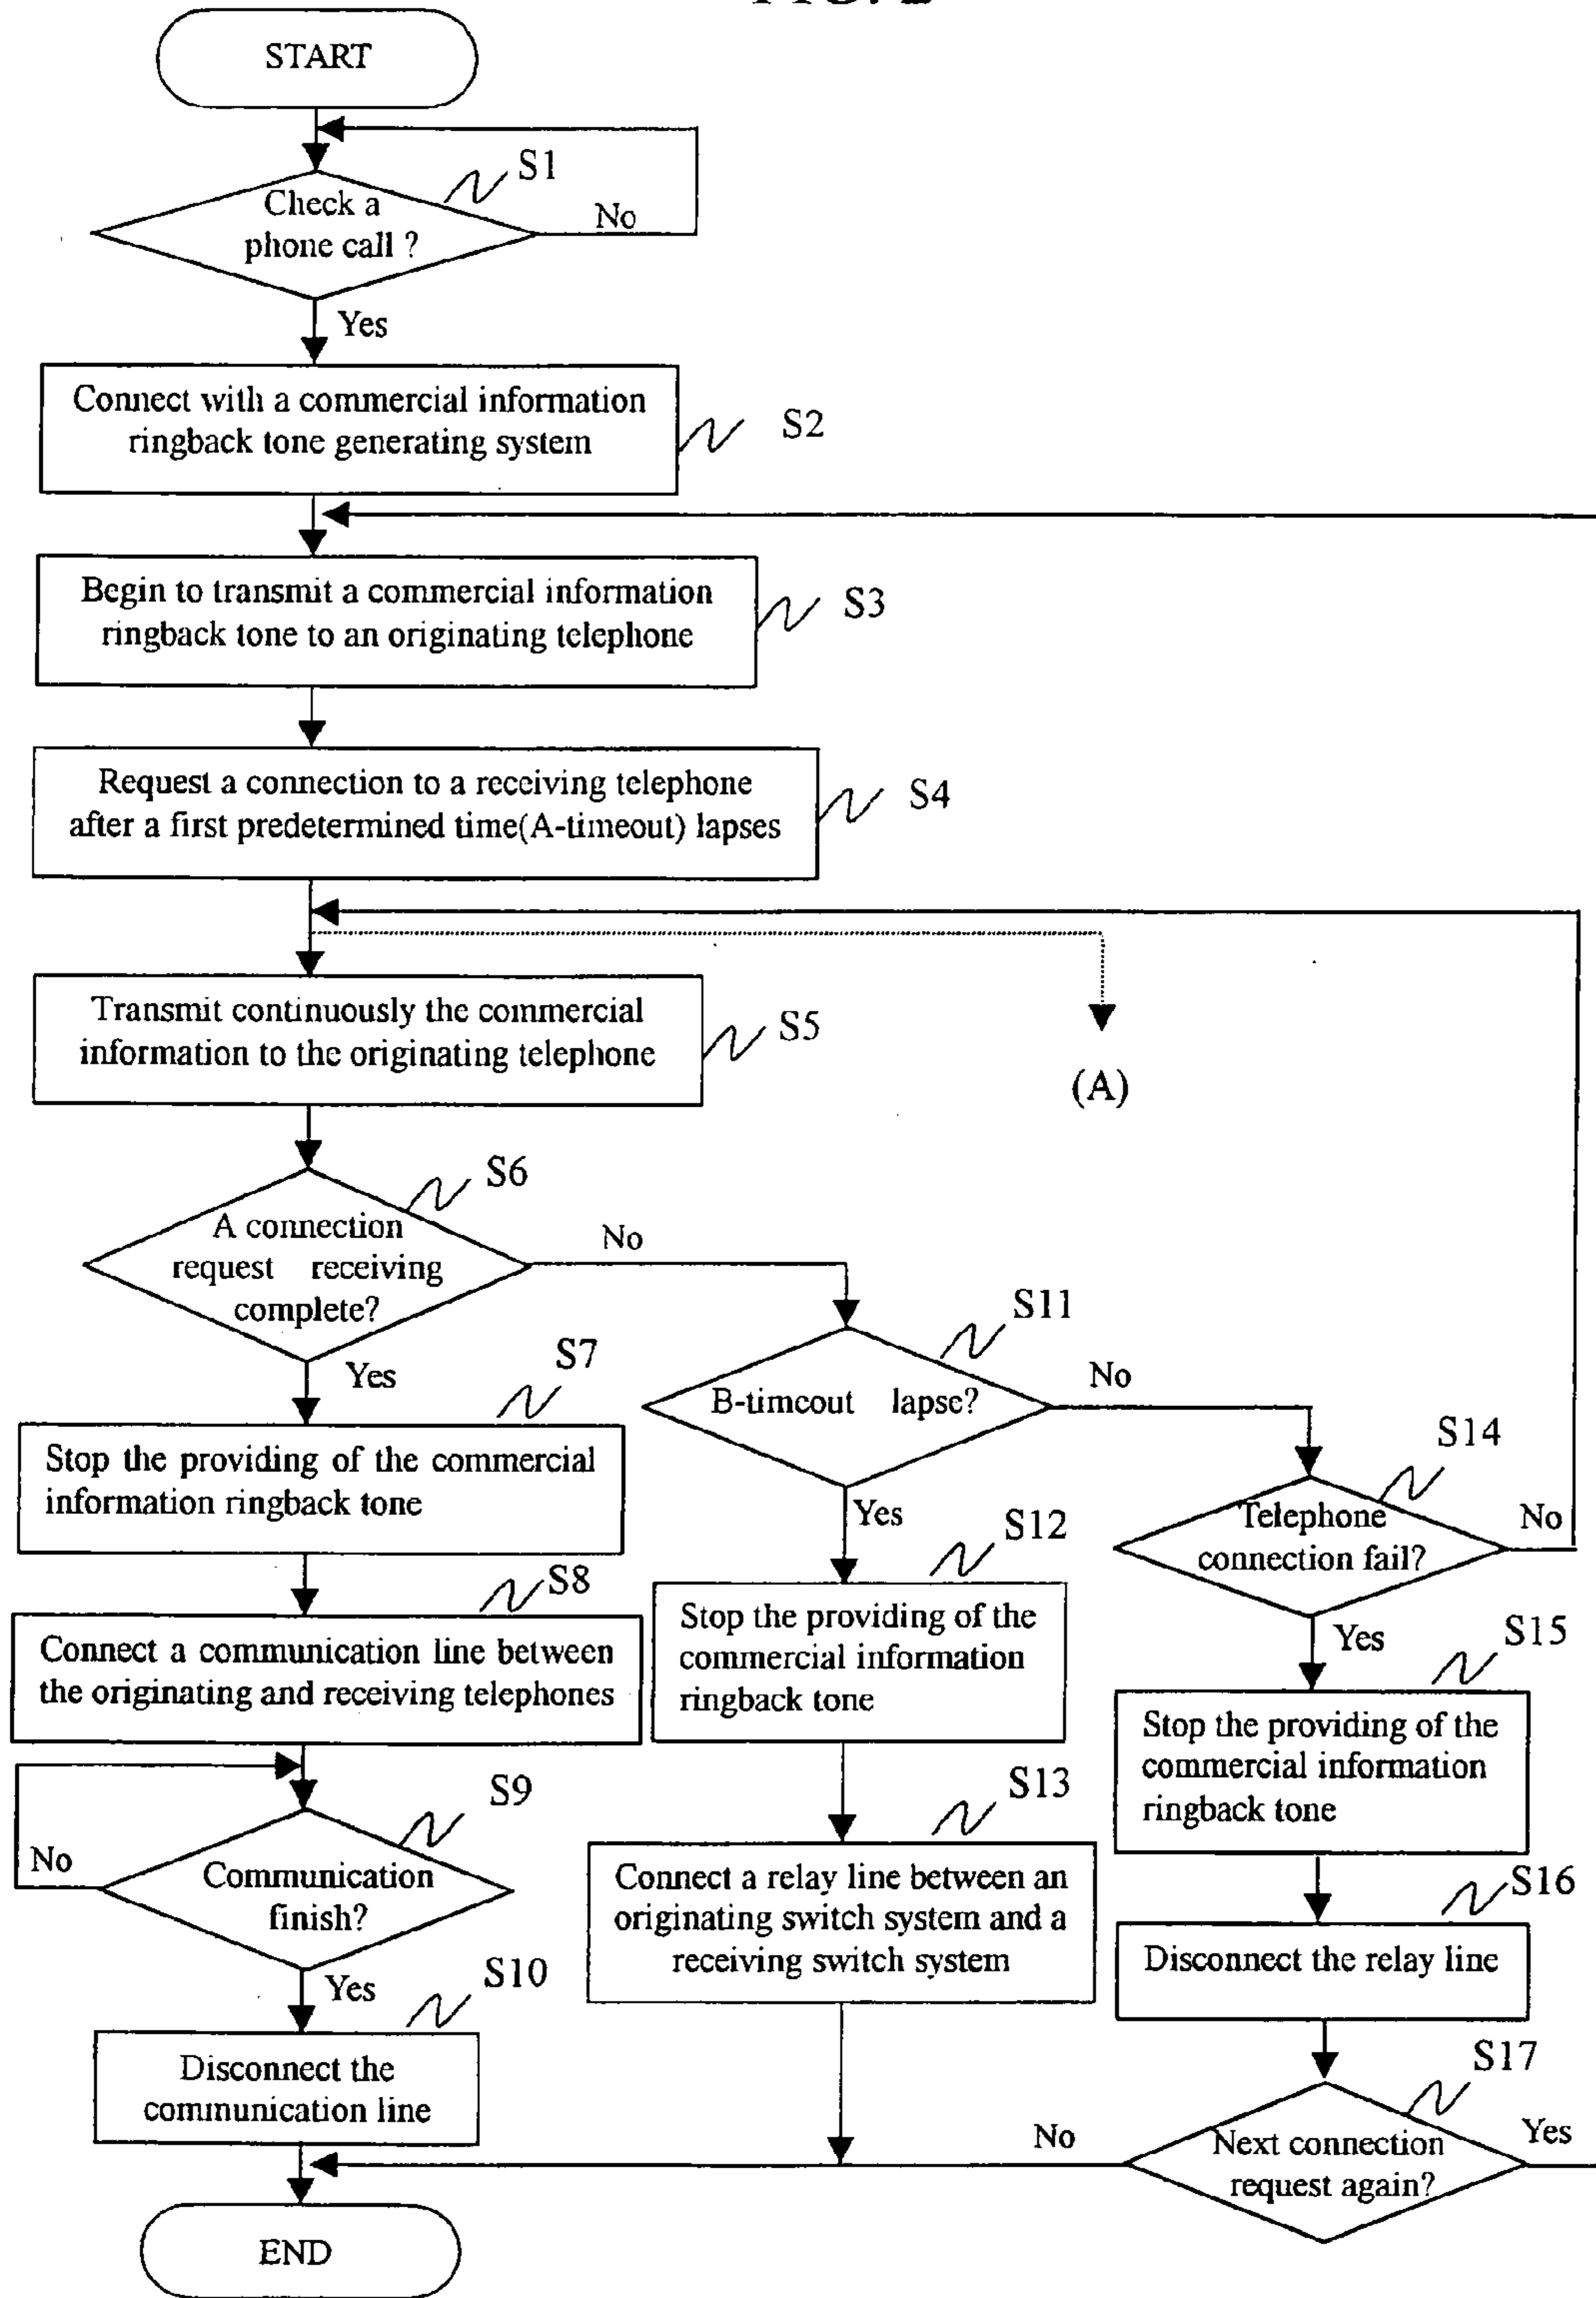 START
S1
Check a
phone call ?
No
Yes
Connect with a commercial information
ringback tone generating system
S2
Begin to transmit a commercial information
ringback tone to an originating telephone
S3
Request a connection to a receiving telephone
after a first predetermined time(A-timeout) lapses
S4
Transmit continuously the commercial
information to the originating telephone
S5
(A)
S6
A connection
request receiving
complete?
No
Yes
S7
Stop the providing of the commercial
information ringback tone
S8
Connect a communication line between
the originating and receiving telephones
S9
No
Communication
finish?
Yes
S10
Disconnect the
communication line
END
S11
B-timeout lapse?
No
Yes
S12
Stop the providing of the
commercial information
ringback tone
S13
Connect a relay line between an
originating switch system and a
receiving switch system
S14
Telephone
connection fail?
No
Yes
S15
Stop the providing of the
commercial information
ringback tone
S16
Disconnect the relay line
S17
Next connection
request again?
No
Yes